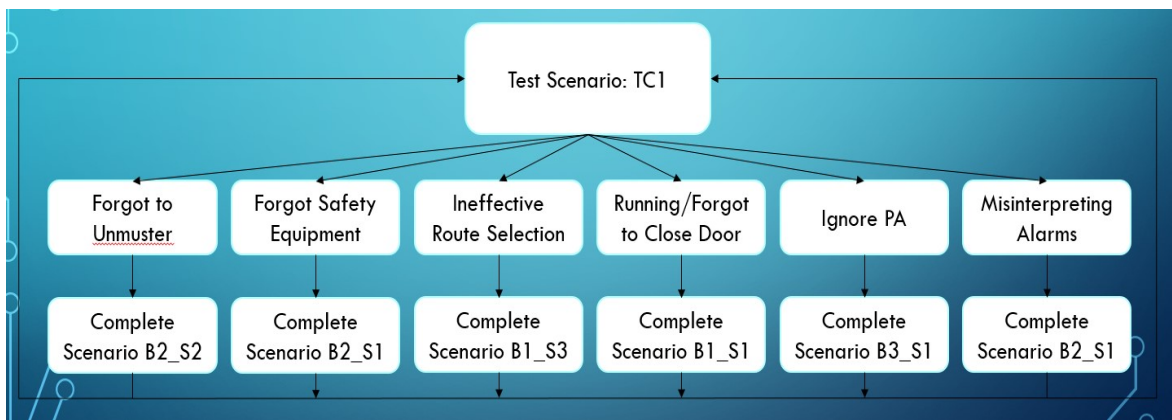 Test Scenario: TC1
Forgot to
Unmuster
Forgot Safety
Equipment
Ineffective
Route Selection
Running/Forgot
to Close Door
Ignore PA
Misinterpreting
Alarms
Complete
Scenario B2_S2
Complete
Scenario B2_S1
Complete
Scenario B1_S3
Complete
Scenario B1_S1
Complete
Scenario B3_S1
Complete
Scenario B2_S1